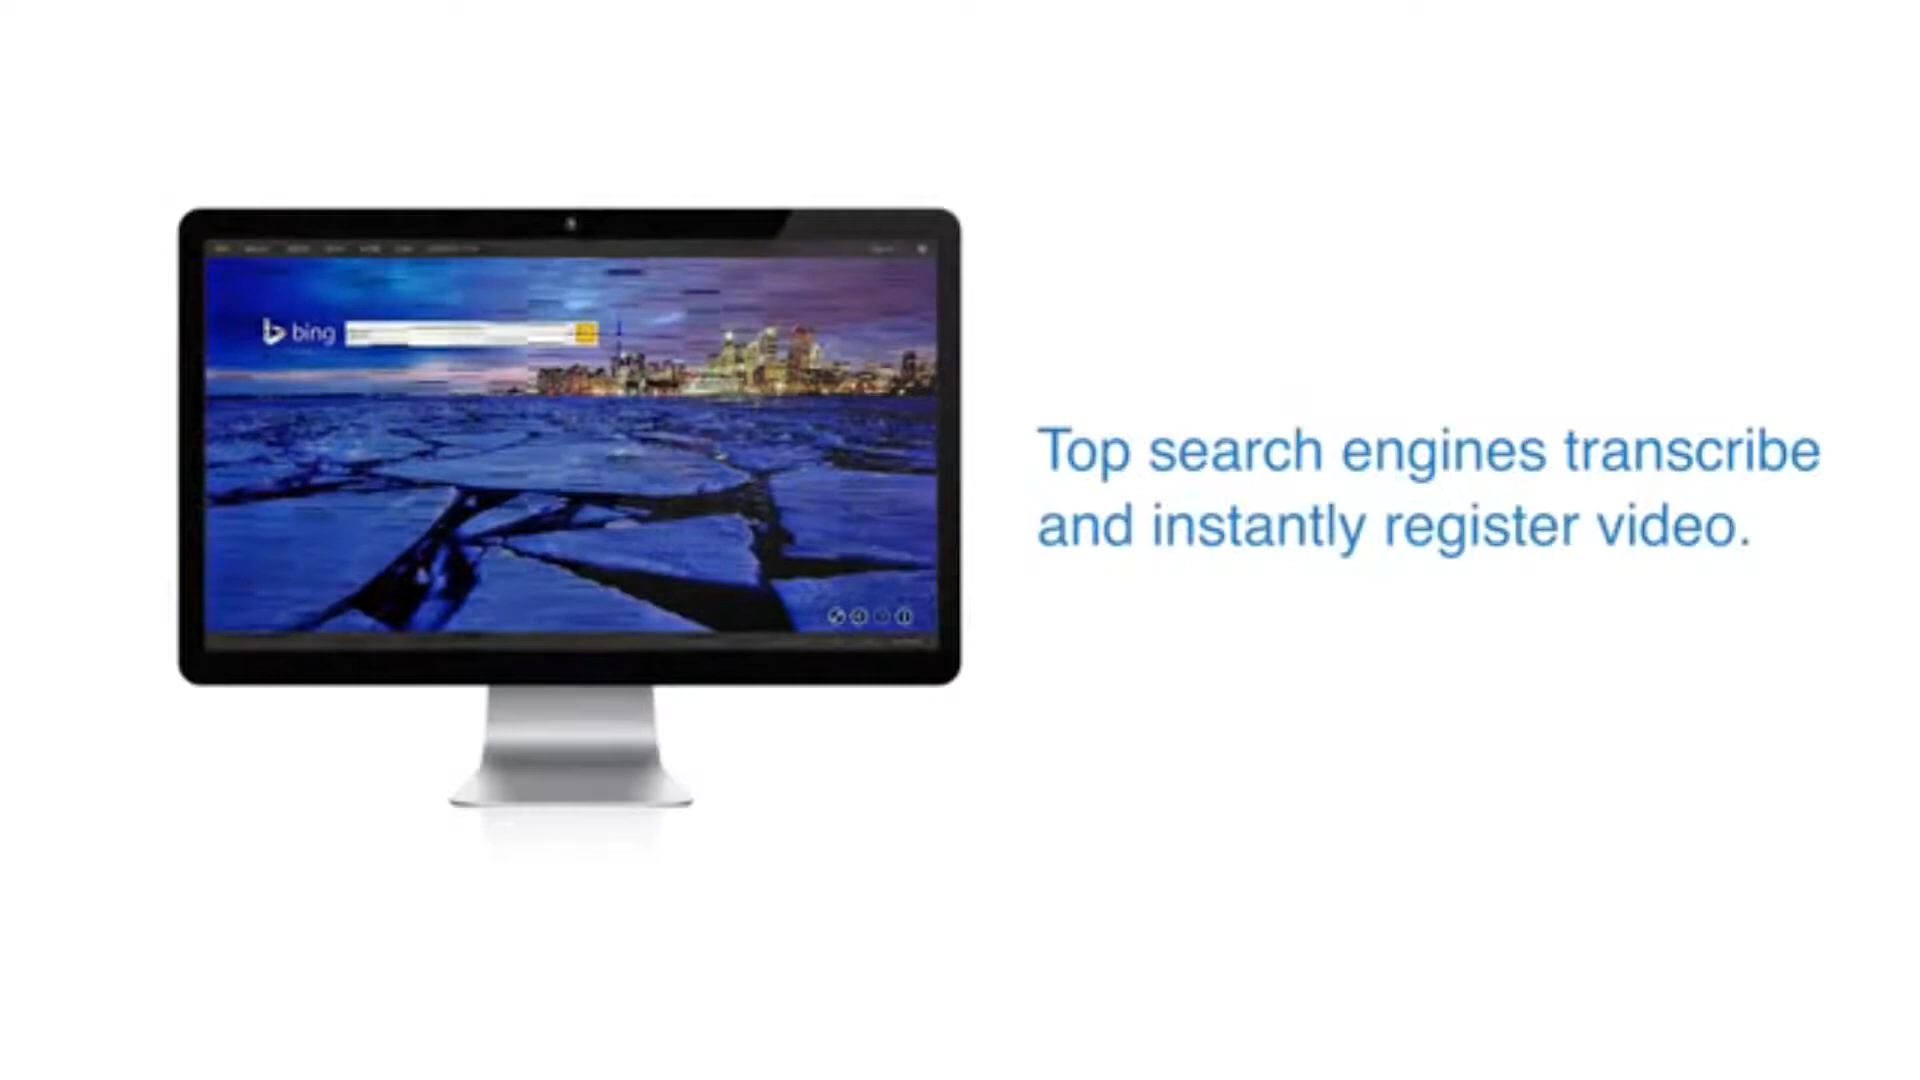 bing
Top search engines transcribe
and instantly register video.